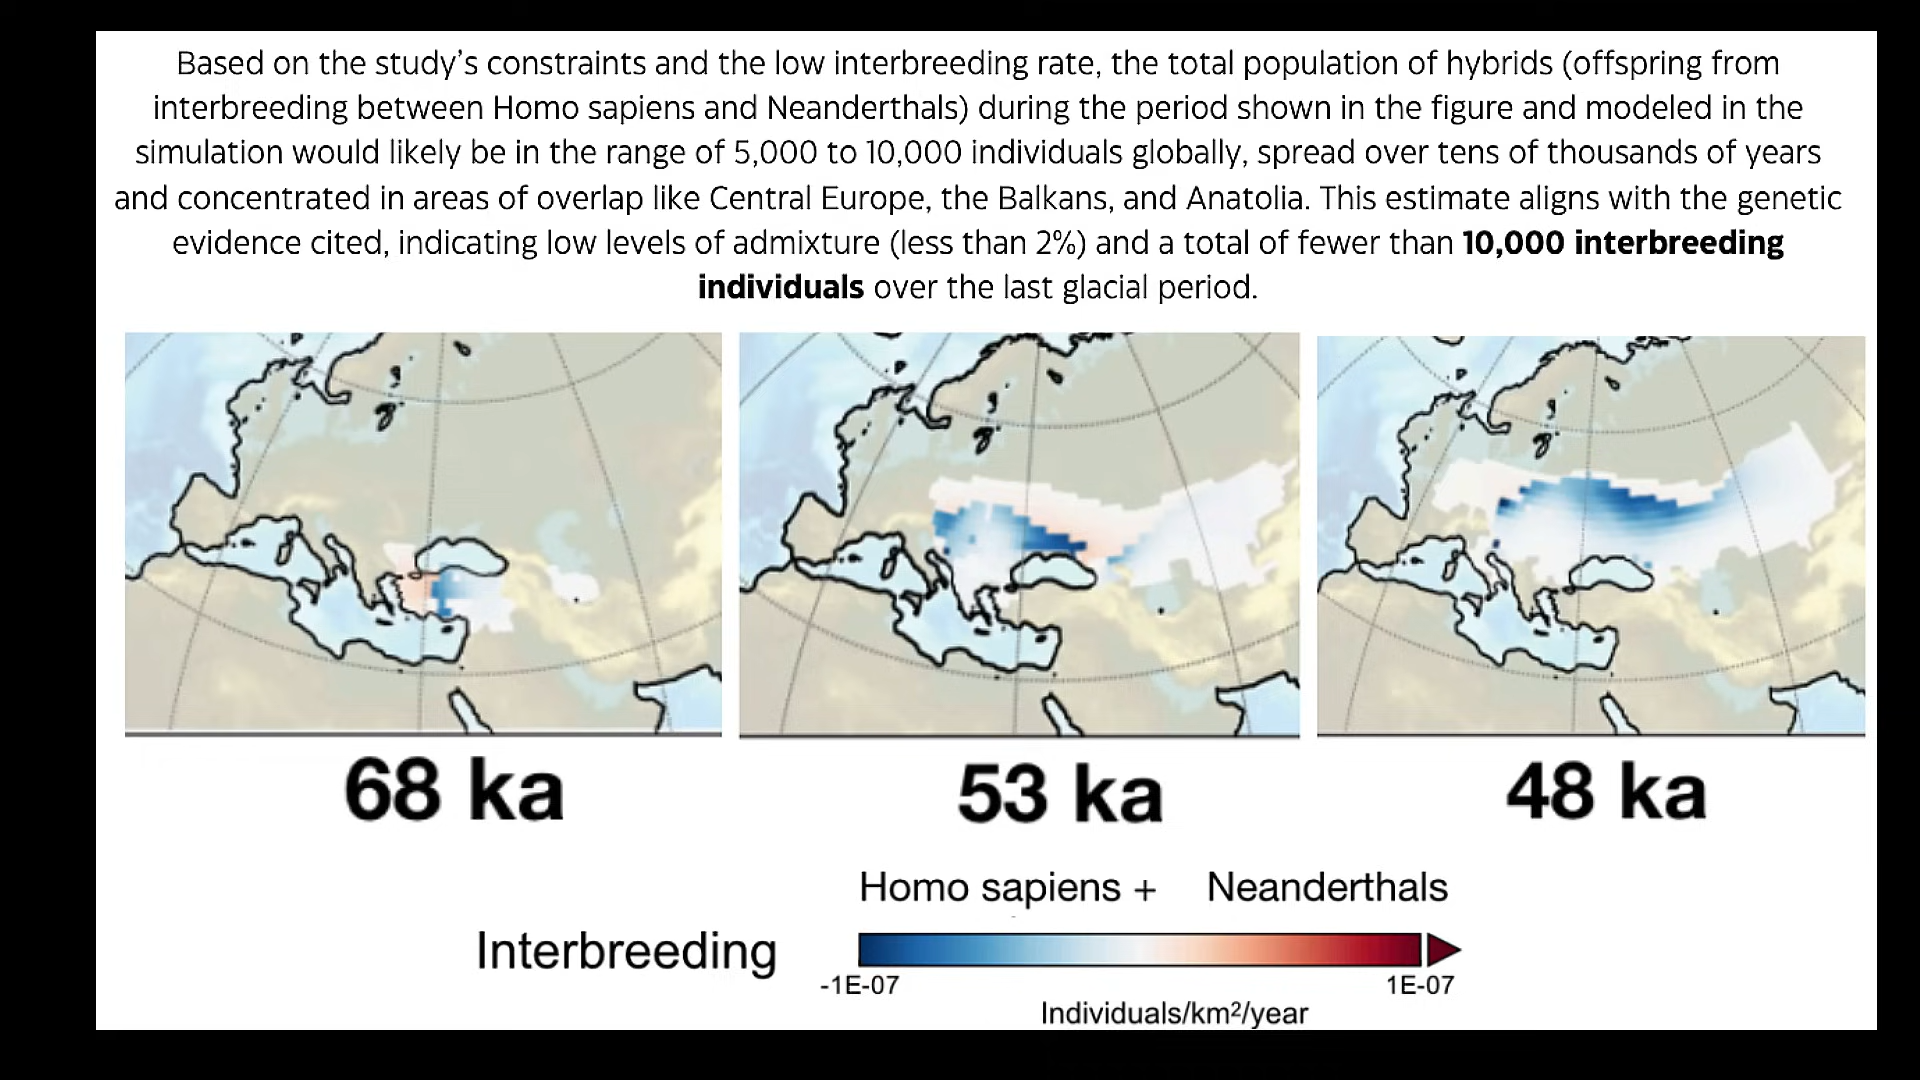 Based on the study's constraints and the low interbreeding rate, the total population of hybrids (offspring from
interbreeding between Homo sapiens and Neanderthals) during the period shown in the figure and modeled in the
simulation would likely be in the range of 5,000 to 10,000 individuals globally, spread over tens of thousands of years
and concentrated in areas of overlap like Central Europe, the Balkans, and Anatolia. This estimate aligns with the genetic
evidence cited, indicating low levels of admixture (less than 2%) and a total of fewer than 10,000 interbreeding
individuals over the last glacial period.
68 ka
53 ka
48 ka
Homo sapiens + Neanderthals
Interbreeding
-1E-07 1E-07
Individuals/km²/year